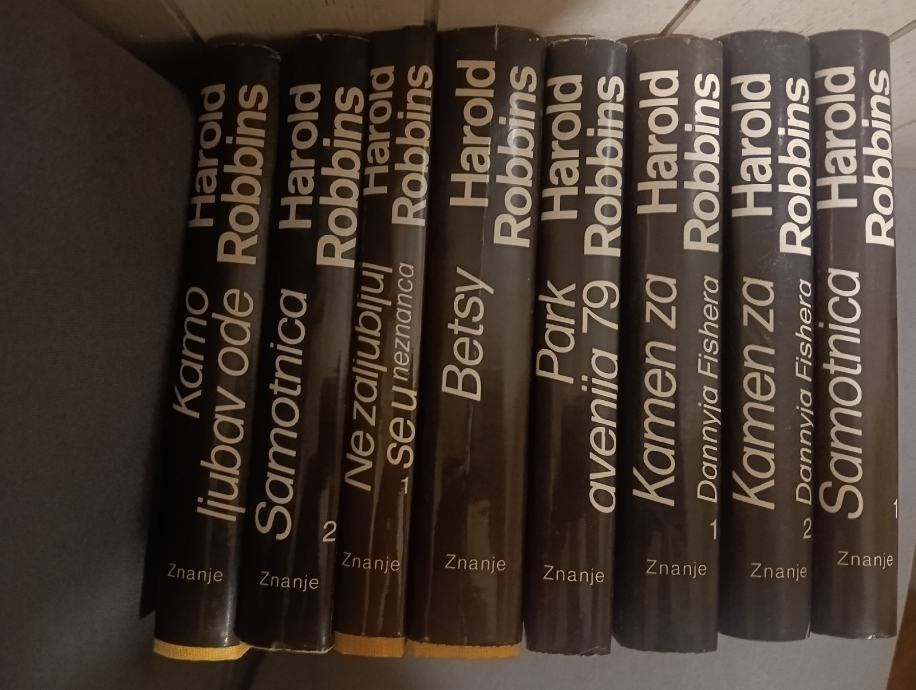 Harold
Robbins
Kamo
ljubav ode
Znanje
Harold
Robbins
Samotnica
2
Znanje
Harold
Robbins
Ne zaljubljuj
se u neznanca
1
Znanje
Harold
Robbins
Betsy
Znanje
Harold
Robbins
Park
avenija 79
Znanje
Harold
Robbins
Kamen za
Dannyja Fishera
1
Znanje
Harold
Robbins
Kamen za
Dannyja Fishera
2
Znanje
Harold
Robbins
Samotnica
1
Znanje